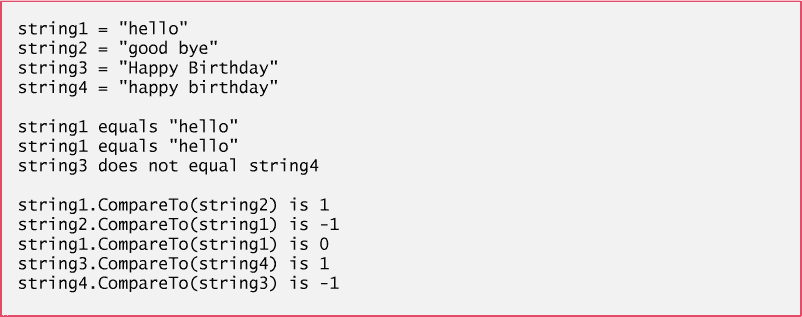 string1 = "hello"
string2 = "good bye"
string3 = "Happy Birthday"
string4 = "happy birthday"
string1 equals "hello"
string1 equals "hello"
string3 does not equal string4
string1.CompareTo(string2) is 1
string2.CompareTo(string1) is -1
string1.CompareTo(string1) is 0
string3.CompareTo(string4) is 1
string4.CompareTo(string3) is -1